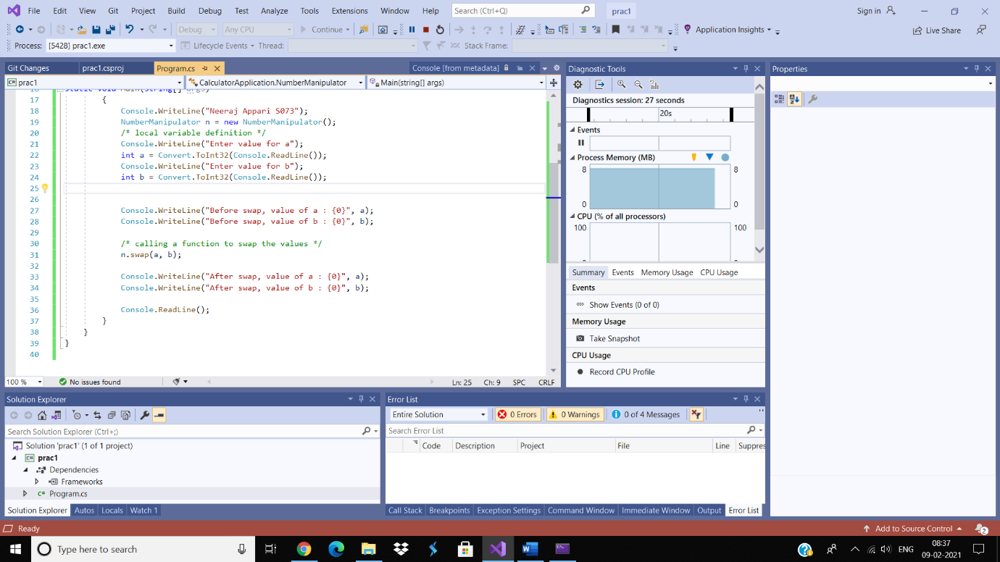 File Edit View Git Project Build Debug Test Analyze Tools Extensions Window Help Search (Ctrl+Q) prac1 Sign in
Debug Any CPU Continue Application Insights Live Share
Process: [5428] prac1.exe Lifecycle Events Thread: Stack Frame:
Git Changes prac1.csproj Program.cs Console [from metadata]
prac1 CalculatorApplication.NumberManipulator Main(string[] args)
16 static void Main(string[] args)
17 {
18 Console.WriteLine("Neeraj Appari S073");
19 NumberManipulator n = new NumberManipulator();
20 /* local variable definition */
21 Console.WriteLine("Enter value for a");
22 int a = Convert.ToInt32(Console.ReadLine());
23 Console.WriteLine("Enter value for b");
24 int b = Convert.ToInt32(Console.ReadLine());
25
26
27 Console.WriteLine("Before swap, value of a : {0}", a);
28 Console.WriteLine("Before swap, value of b : {0}", b);
29
30 /* calling a function to swap the values */
31 n.swap(a, b);
32
33 Console.WriteLine("After swap, value of a : {0}", a);
34 Console.WriteLine("After swap, value of b : {0}", b);
35
36 Console.ReadLine();
37 }
38 }
39 }
40
100 % No issues found Ln: 25 Ch: 9 SPC CRLF
Diagnostic Tools
Diagnostics session: 27 seconds
20s
Events
Process Memory (MB)
8 8
0 0
CPU (% of all processors)
100 100
Summary Events Memory Usage CPU Usage
Events
Show Events (0 of 0)
Memory Usage
Take Snapshot
CPU Usage
Record CPU Profile
Properties
Solution Explorer
Search Solution Explorer (Ctrl+;)
Solution 'prac1' (1 of 1 project)
prac1
Dependencies
Frameworks
C# Program.cs
Solution Explorer Autos Locals Watch 1
Error List
Entire Solution 0 Errors 0 Warnings 0 of 4 Messages
Search Error List
Code Description Project File Line Suppres
Call Stack Breakpoints Exception Settings Command Window Immediate Window Output Error List
Ready Add to Source Control 2
Type here to search ENG 08:37
09-02-2021